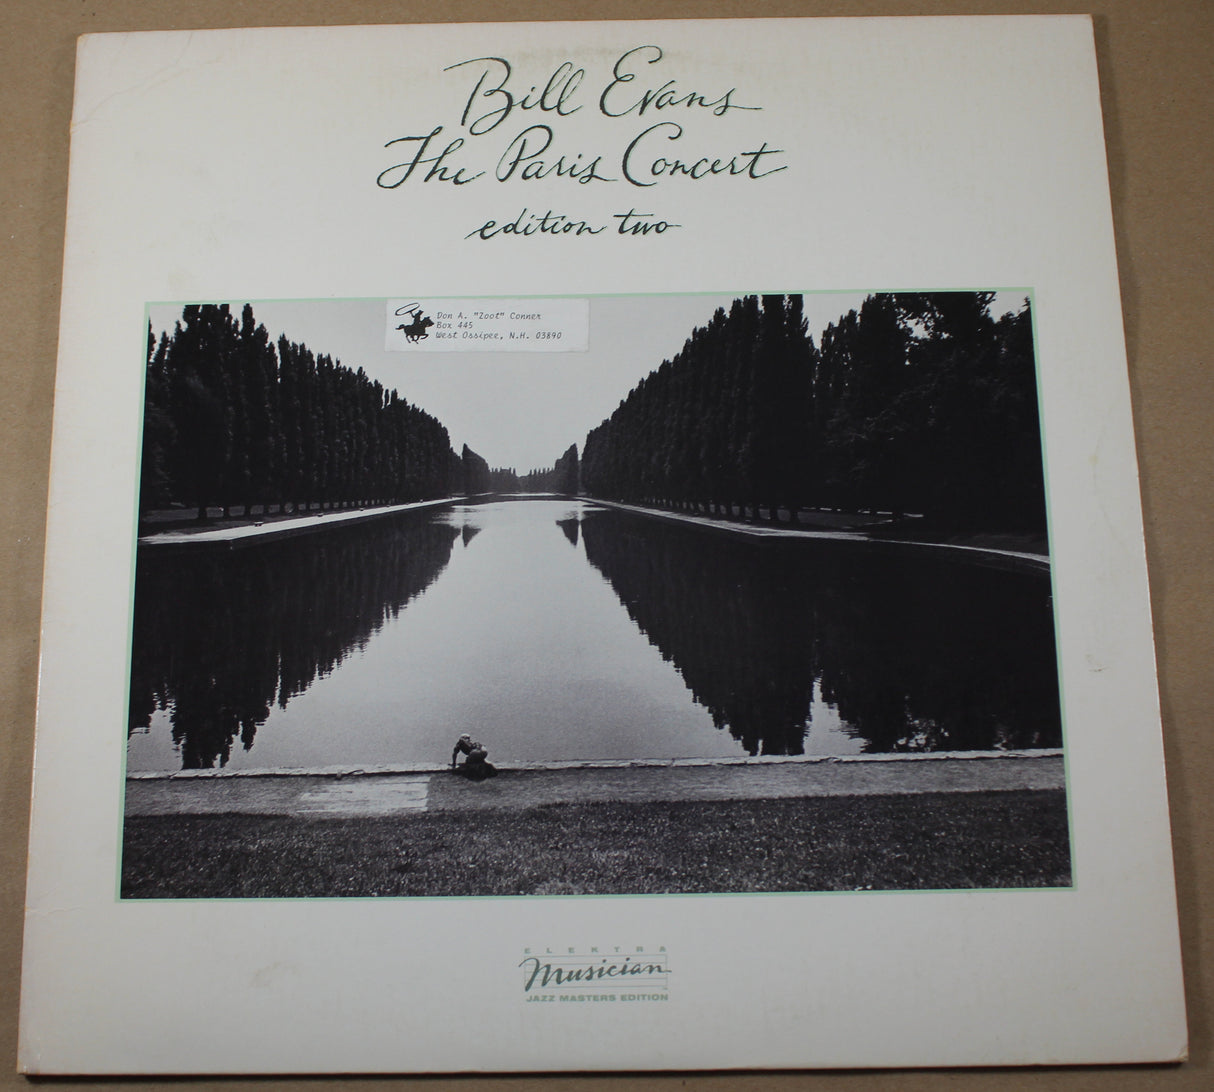 Bill Evans
The Paris Concert
edition two
Don A. "Zoot" Conner
Box 445
West Ossipee, N.H. 03890
ELEKTRA
Musician
JAZZ MASTERS EDITION